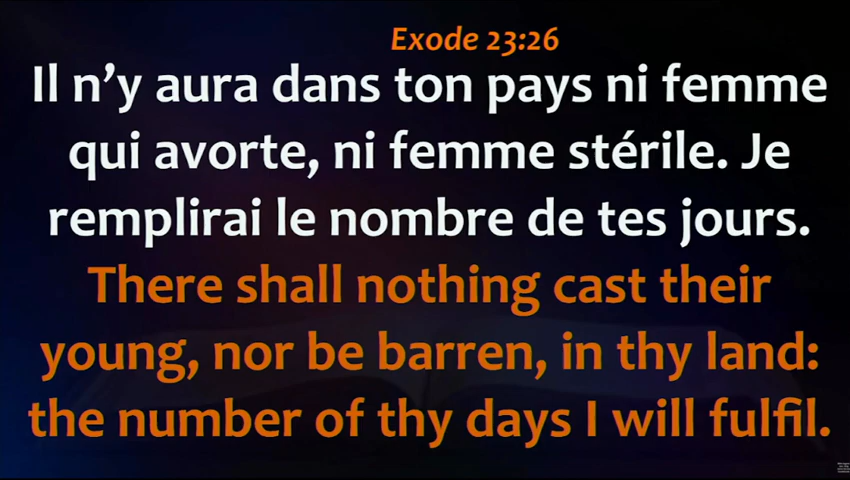 Exode 23:26
Il n’y aura dans ton pays ni femme
qui avorte, ni femme stérile. Je
remplirai le nombre de tes jours.
There shall nothing cast their
young, nor be barren, in thy land:
the number of thy days I will fulfil.